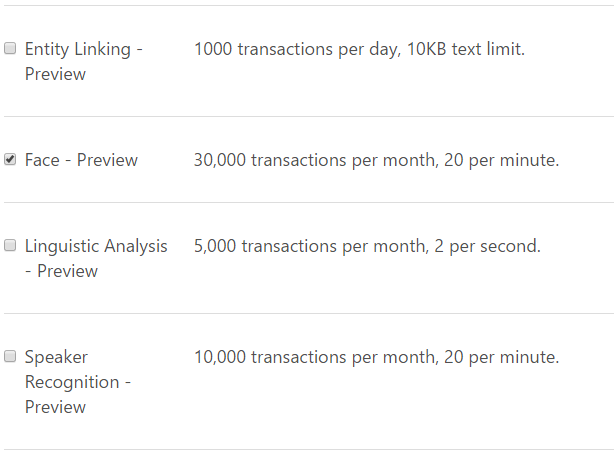 Entity Linking - 1000 transactions per day, 10KB text limit.
Preview
Face - Preview 30,000 transactions per month, 20 per minute.
Linguistic Analysis 5,000 transactions per month, 2 per second.
- Preview
Speaker 10,000 transactions per month, 20 per minute.
Recognition -
Preview